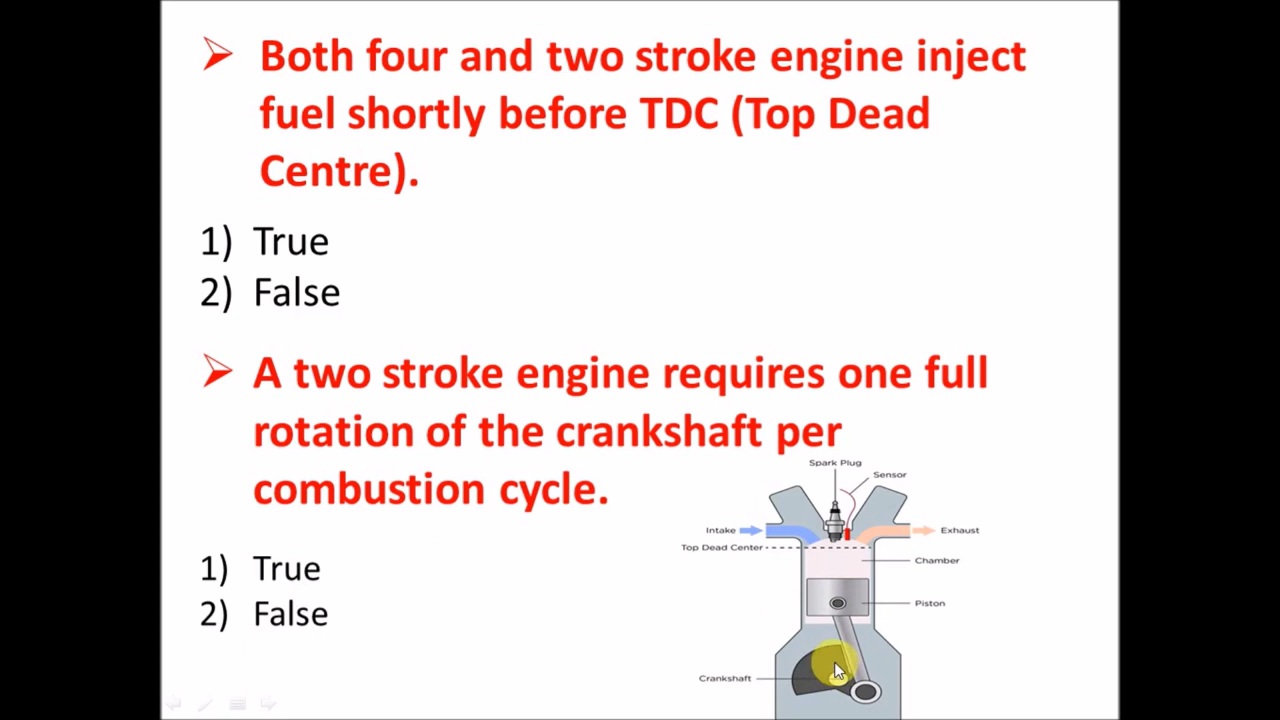 Both four and two stroke engine inject
fuel shortly before TDC (Top Dead
Centre).
1) True
2) False
A two stroke engine requires one full
rotation of the crankshaft per
combustion cycle.
Spark Plug
Sensor
Intake
Exhaust
Top Dead Center
Chamber
1) True
Piston
2) False
Crankshaft